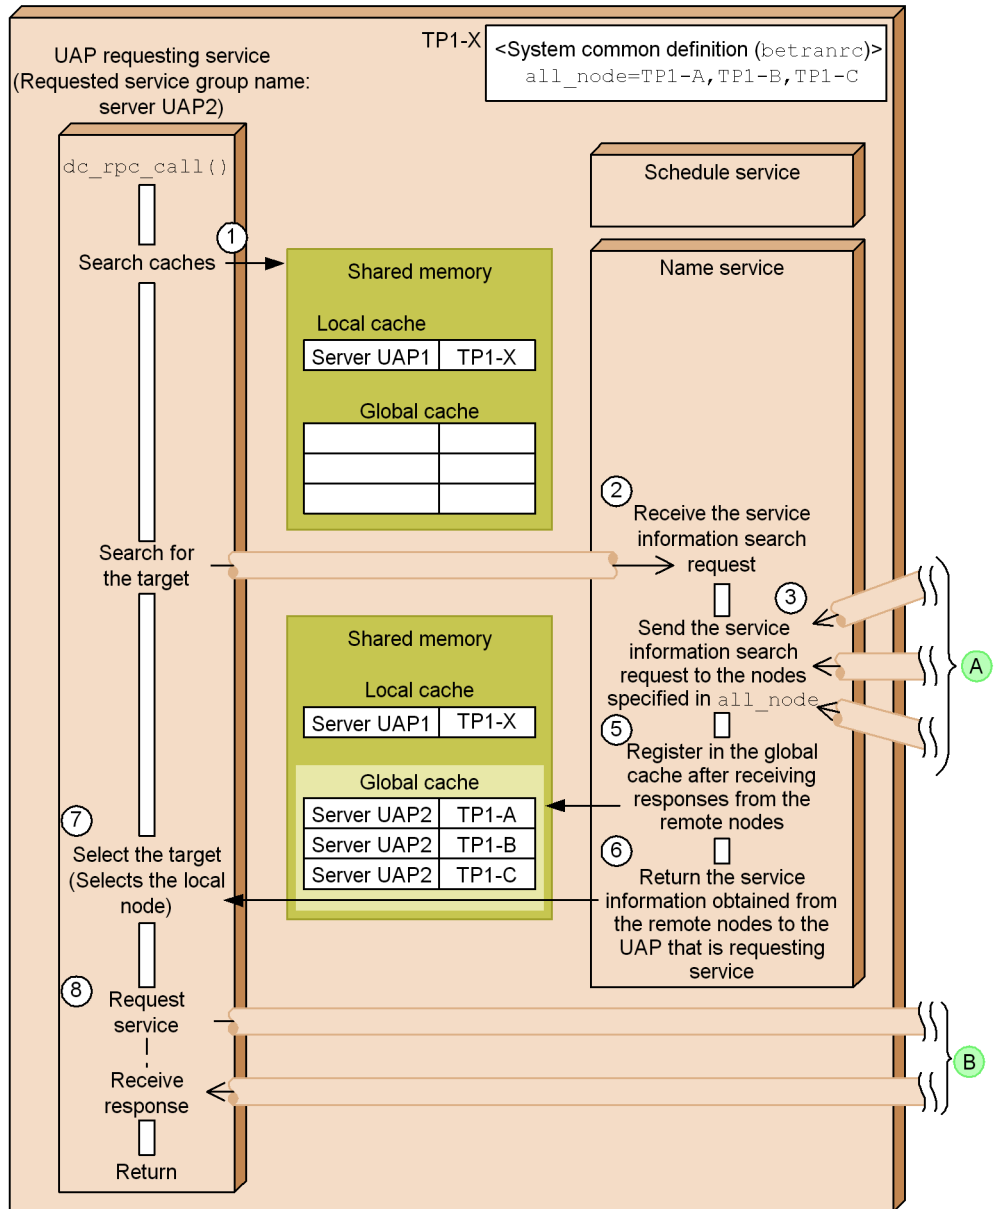 TP1-X
<System common definition (betranrc)>
all_node=TP1-A,TP1-B,TP1-C
UAP requesting service
(Requested service group name:
server UAP2)
dc_rpc_call()
Schedule service
1
Search caches
Shared memory
Name service
Local cache
Server UAP1 TP1-X
Global cache
2
Receive the service
information search
request
Search for
the target
3
Send the service
information search
request to the nodes
specified in all_node
A
Shared memory
Local cache
Server UAP1 TP1-X
5
Register in the global
cache after receiving
responses from the
remote nodes
Global cache
Server UAP2 TP1-A
Server UAP2 TP1-B
Server UAP2 TP1-C
7
Select the target
(Selects the local
node)
6
Return the service
information obtained from
the remote nodes to the
UAP that is requesting
service
8
Request
service
B
Receive
response
Return